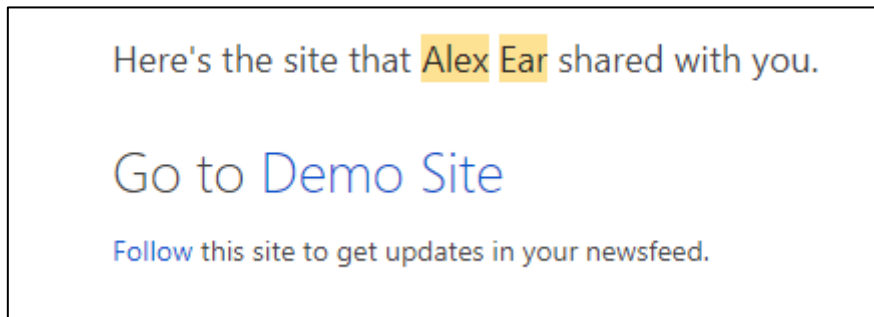 Here's the site that Alex Ear shared with you.
Go to Demo Site
Follow this site to get updates in your newsfeed.